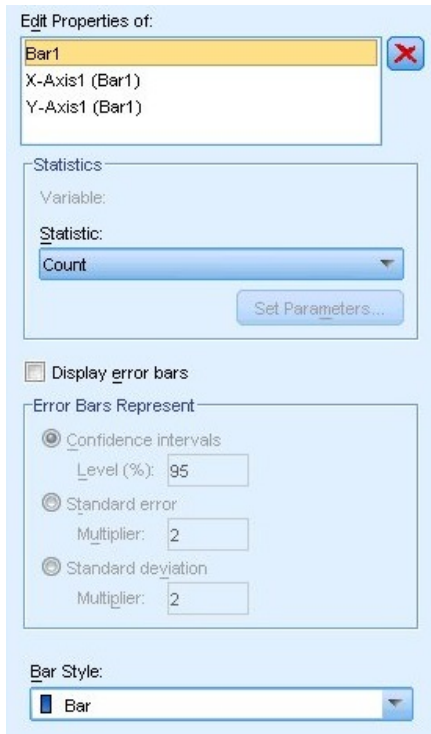 Edit Properties of:
Bar1
X-Axis1 (Bar1)
Y-Axis1 (Bar1)
Statistics
Variable:
Statistic:
Count
Set Parameters...
Display error bars
Error Bars Represent
Confidence intervals
Level (%): 95
Standard error
Multiplier: 2
Standard deviation
Multiplier: 2
Bar Style:
Bar